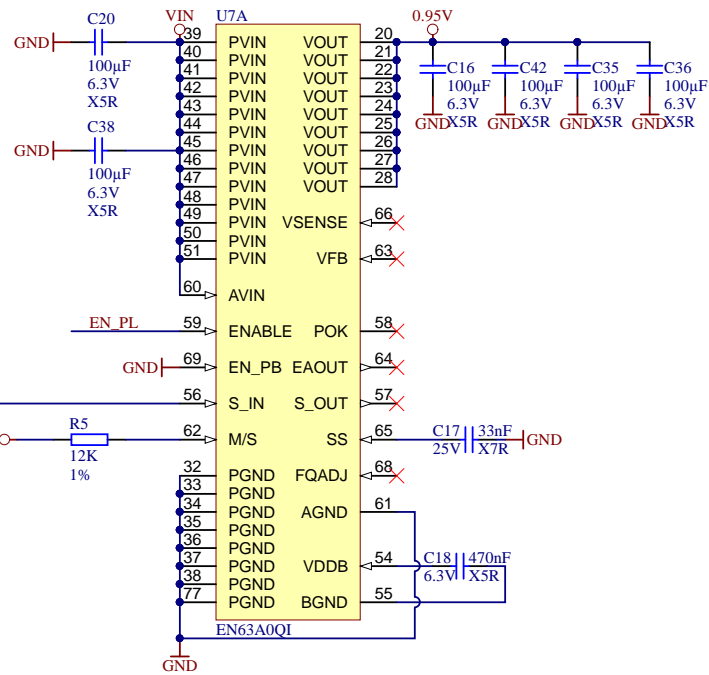 C20 VIN U7A 0.95V
GND 100µF 6.3V X5R
C38
GND 100µF 6.3V X5R
C16 100µF 6.3V X5R GND
C42 100µF 6.3V X5R GND
C35 100µF 6.3V X5R GND
C36 100µF 6.3V X5R GND
39 PVIN VOUT 20
40 PVIN VOUT 21
41 PVIN VOUT 22
42 PVIN VOUT 23
43 PVIN VOUT 24
44 PVIN VOUT 25
45 PVIN VOUT 26
46 PVIN VOUT 27
47 PVIN VOUT 28
48 PVIN
49 PVIN VSENSE 66
50 PVIN
51 PVIN VFB 63
60 AVIN
EN_PL 59 ENABLE POK 58
GND 69 EN_PB EAOUT 64
56 S_IN S_OUT 57
R5 12K 1%
62 M/S SS 65 C17 25V 33nF X7R GND
32 PGND FQADJ 68
33 PGND
34 PGND AGND 61
35 PGND
36 PGND
37 PGND VDDB 54 C18 6.3V 470nF X5R
38 PGND
77 PGND BGND 55
EN63A0QI
GND